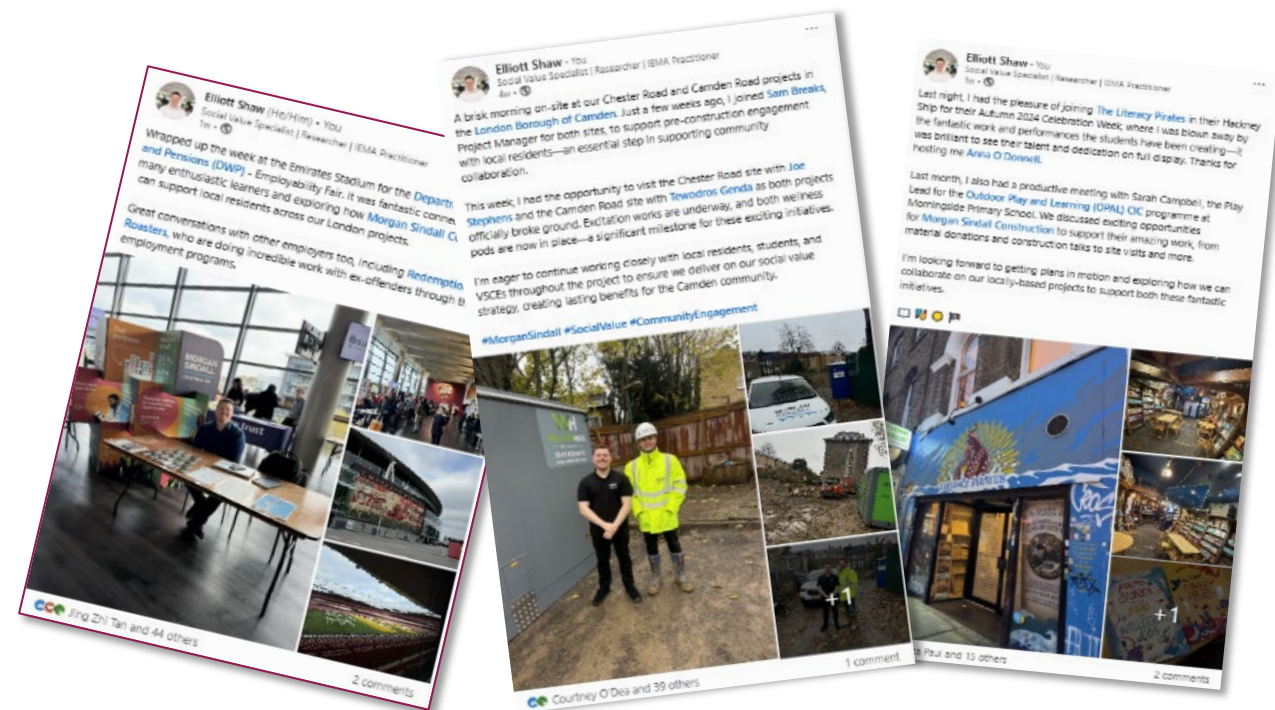 Elliott Shaw (He/Him) • You
Social Value Specialist | Researcher | IEMA Practitioner
1w •
Wrapped up the week at the Emirates Stadium for the Departm
and Pensions (DWP) - Employability Fair. It was fantastic connec
many enthusiastic learners and exploring how Morgan Sindall Co
can support local residents across our London projects.
Great conversations with other employers too, including Redemptio
Roasters, who are doing incredible work with ex-offenders through th
employment programs.
MORGAN
SINDALL
trust
Jing Zhi Tan and 44 others
2 comments
Elliott Shaw • You
Social Value Specialist | Researcher | IEMA Practitioner
4w •
A brisk morning on-site at our Chester Road and Camden Road projects in
the London Borough of Camden. Just a few weeks ago, I joined Sam Breaks,
Project Manager for both sites, to support pre-construction engagement
with local residents—an essential step in supporting community
collaboration.
This week, I had the opportunity to visit the Chester Road site with Joe
Stephens and the Camden Road site with Tewodros Genda as both projects
officially broke ground. Excitation works are underway, and both wellness
pods are now in place—a significant milestone for these exciting initiatives.
I'm eager to continue working closely with local residents, students, and
VSCEs throughout the project to ensure we deliver on our social value
strategy, creating lasting benefits for the Camden community.
#MorganSindall #SocialValue #CommunityEngagement
+1
Courtney O'Dea and 39 others
1 comment
Elliott Shaw • You
Social Value Specialist | Researcher | IEMA Practitioner
1w •
Last night, I had the pleasure of joining The Literacy Pirates in their Hackney
Ship for their Autumn 2024 Celebration Week, where I was blown away by
the fantastic work and performances the students have been creating—it
was brilliant to see their talent and dedication on full display. Thanks for
hosting me Anna O'Donnell.
Last month, I also had a productive meeting with Sarah Campbell, the Play
Lead for the Outdoor Play and Learning (OPAL) CIC programme at
Morningside Primary School. We discussed exciting opportunities
for Morgan Sindall Construction to support their amazing work, from
material donations and construction talks to site visits and more.
I'm looking forward to getting plans in motion and exploring how we can
collaborate on our locally-based projects to support both these fantastic
initiatives.
LITERACY PIRATES
+1
Paul and 15 others
2 comments